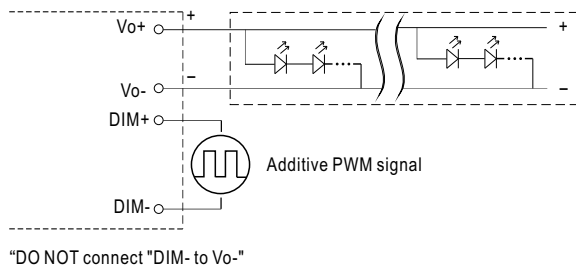 Vo+
+
+
Vo-
−
−
DIM+
Additive PWM signal
DIM-
“DO NOT connect "DIM- to Vo-"